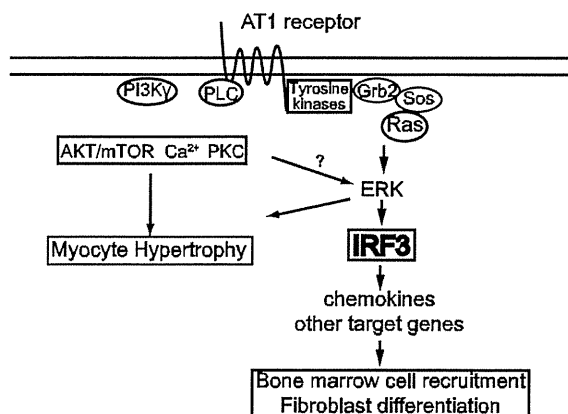 AT1 receptor
PI3Kγ
PLC
Tyrosine
kinases
Grb2
Sos
Ras
AKT/mTOR Ca²⁺ PKC
?
ERK
Myocyte Hypertrophy
IRF3
chemokines
other target genes
Bone marrow cell recruitment
Fibroblast differentiation